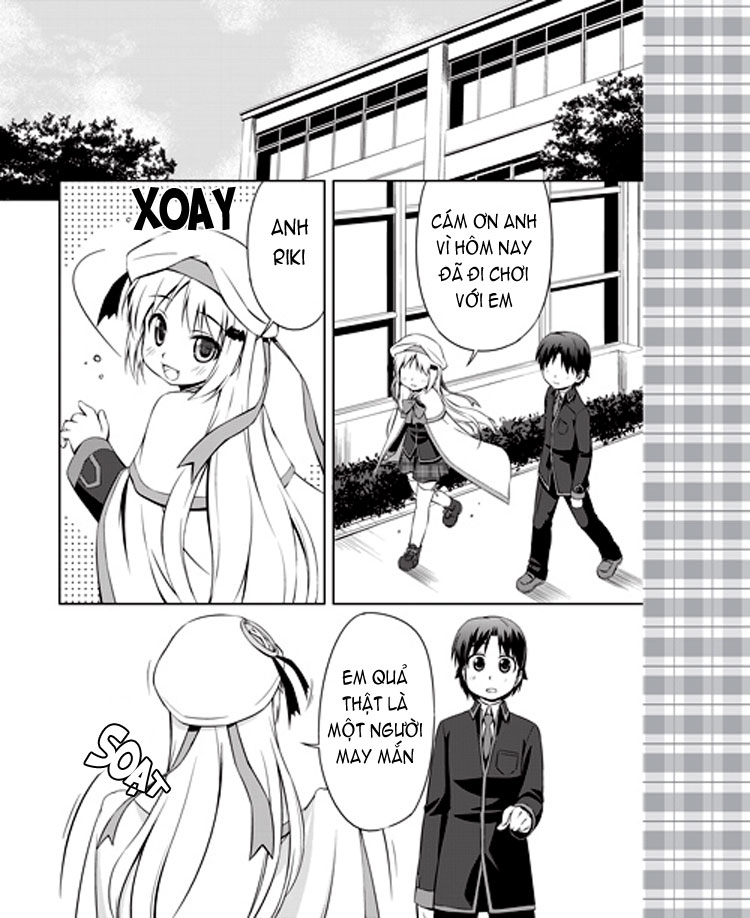 CÁM ƠN ANH
VÌ HÔM NAY
ĐÃ ĐI CHƠI
VỚI EM
XOAY
ANH
RIKI
EM QUẢ
THẬT LÀ
MỘT NGƯỜI
MAY MẮN
SOẠT